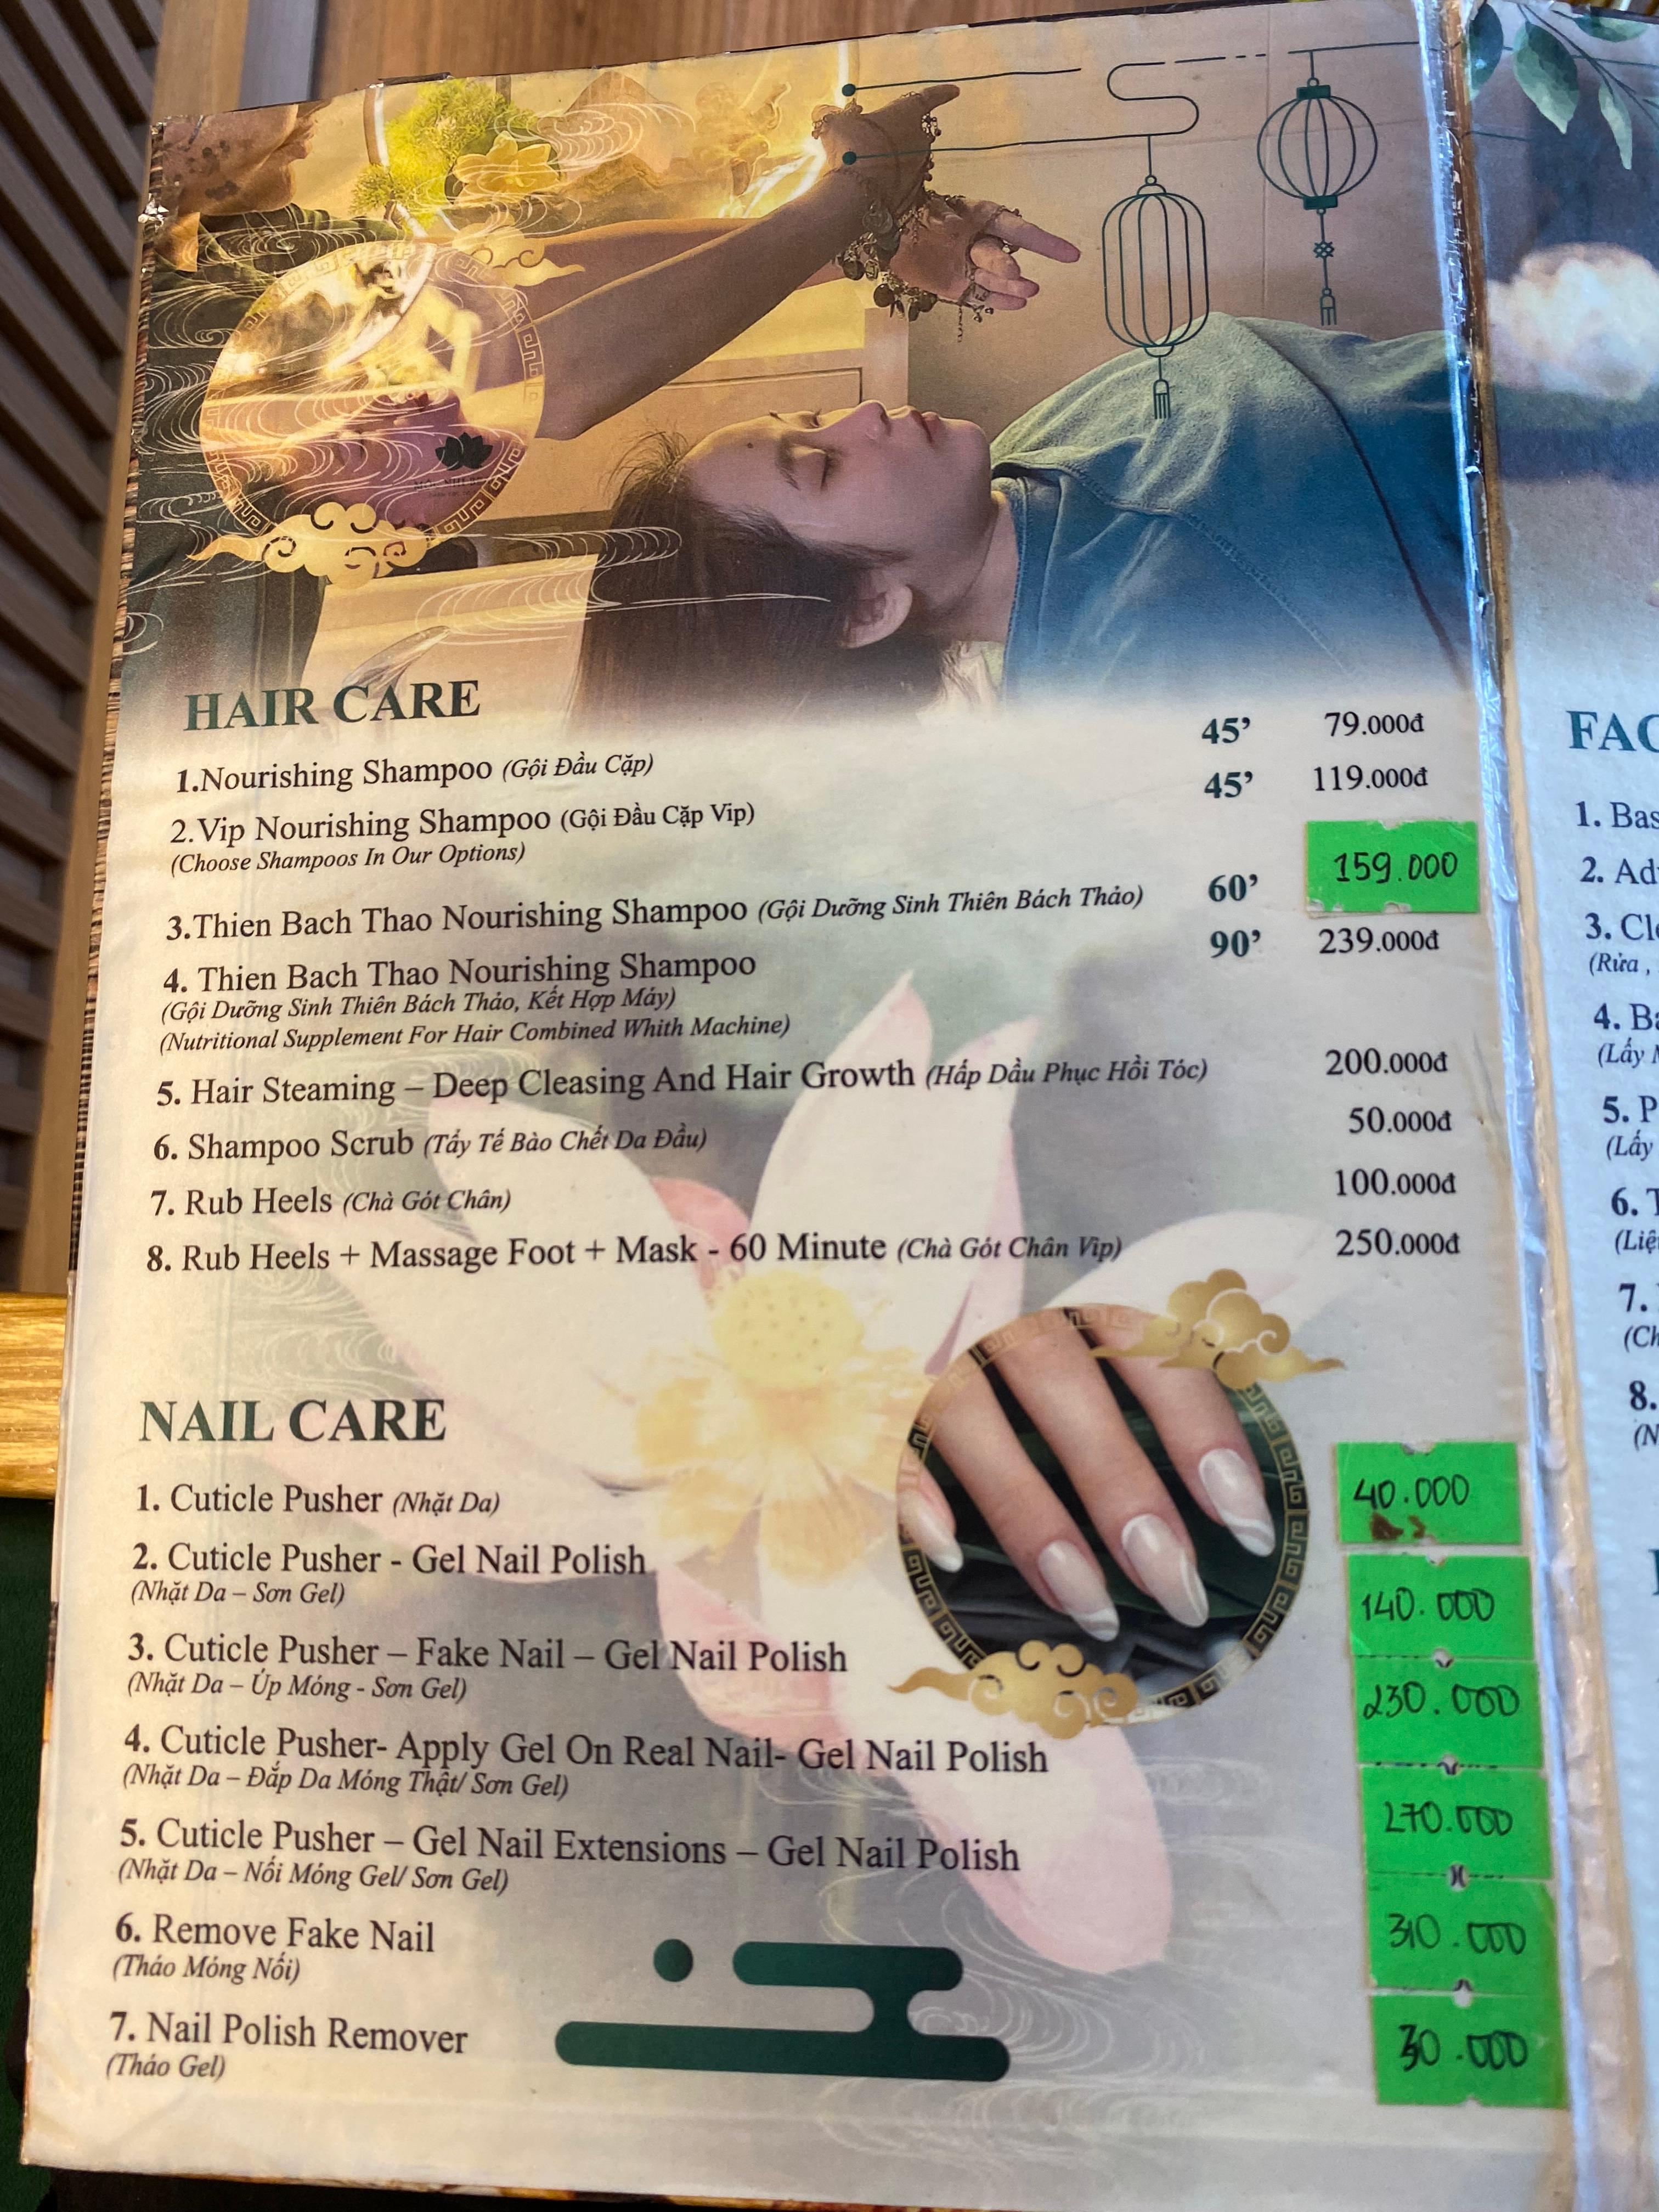 HAIR CARE
1.Nourishing Shampoo (Gội Đầu Cặp) 45’ 79.000đ
2.Vip Nourishing Shampoo (Gội Đầu Cặp Vip) 45’ 119.000đ
(Choose Shampoos In Our Options)
3.Thien Bach Thao Nourishing Shampoo (Gội Dưỡng Sinh Thiên Bách Thảo) 60’ 159.000
4. Thien Bach Thao Nourishing Shampoo 90’ 239.000đ
(Gội Dưỡng Sinh Thiên Bách Thảo, Kết Hợp Máy)
(Nutritional Supplement For Hair Combined Whith Machine)
5. Hair Steaming – Deep Cleasing And Hair Growth (Hấp Dầu Phục Hồi Tóc) 200.000đ
6. Shampoo Scrub (Tẩy Tế Bào Chết Da Đầu) 50.000đ
7. Rub Heels (Chà Gót Chân) 100.000đ
8. Rub Heels + Massage Foot + Mask - 60 Minute (Chà Gót Chân Vip) 250.000đ
NAIL CARE
1. Cuticle Pusher (Nhặt Da) 40.000
2. Cuticle Pusher - Gel Nail Polish 140.000
(Nhặt Da – Sơn Gel)
3. Cuticle Pusher – Fake Nail – Gel Nail Polish 230.000
(Nhặt Da – Úp Móng - Sơn Gel)
4. Cuticle Pusher- Apply Gel On Real Nail- Gel Nail Polish 270.000
(Nhặt Da – Đắp Da Móng Thật/ Sơn Gel)
5. Cuticle Pusher – Gel Nail Extensions – Gel Nail Polish 310.000
(Nhặt Da – Nối Móng Gel/ Sơn Gel)
6. Remove Fake Nail
(Tháo Móng Nối)
7. Nail Polish Remover
(Tháo Gel)
1.
2.
3.
(Rửa ,
4.
(Lấy
5.
(Lấy
6.
7.
8.